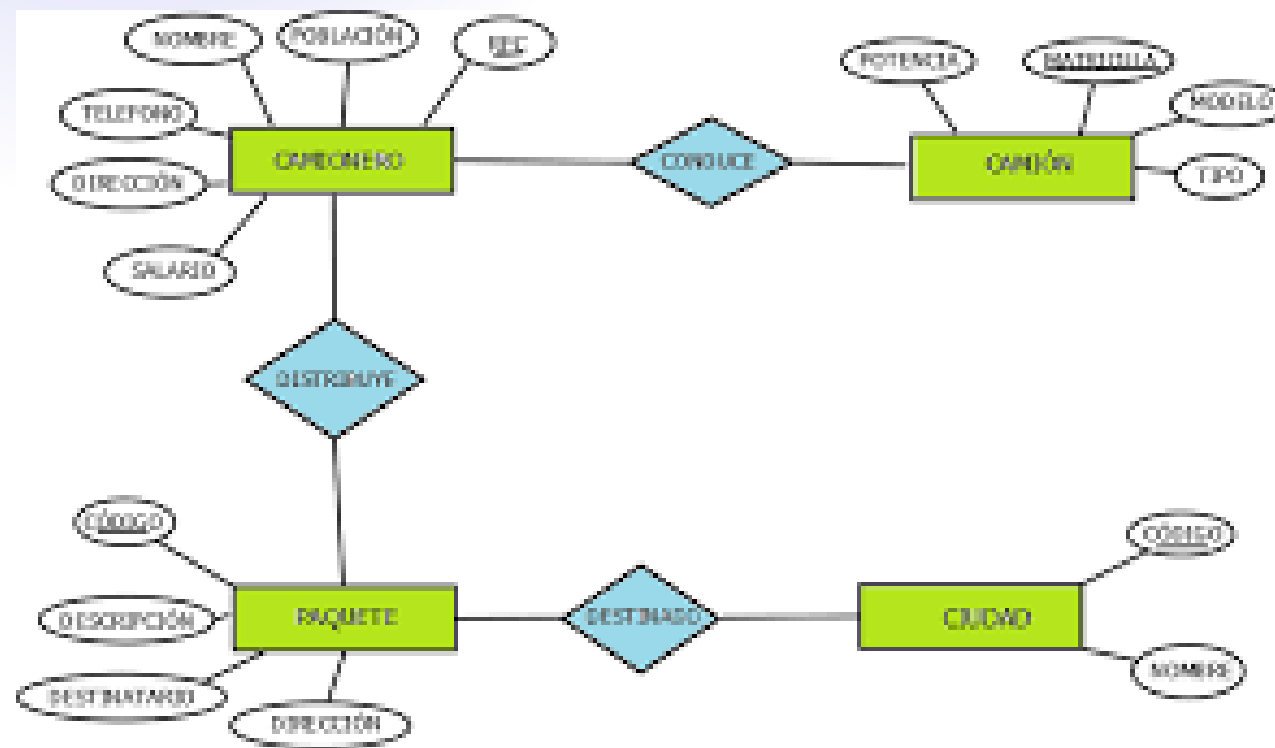 NOMBRE
POBLACIÓN
POTENCIA
MATRICULA
MODELO
TELEFONO
CAMIONERO
CONDUCE
CAMIÓN
DIRECCIÓN
TIPO
SALARIO
DISTRIBUYE
CÓDIGO
CÓDIGO
DESCRIPCIÓN
PAQUETE
DESTINADO
CIUDAD
DESTINATARIO
NOMBRE
DIRECCIÓN